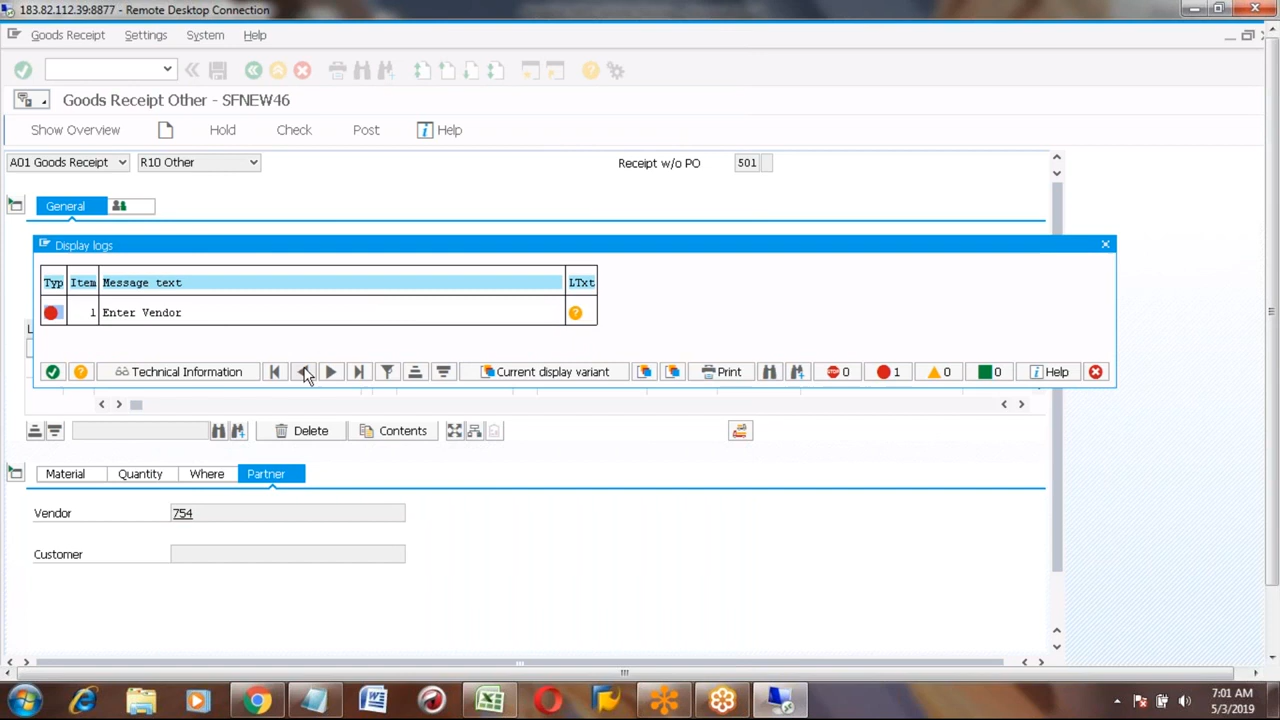 183.82.112.39:8877 - Remote Desktop Connection
Goods Receipt Settings System Help
Goods Receipt Other - SFNEW46
Show Overview Hold Check Post Help
A01 Goods Receipt R10 Other Receipt w/o PO 501
General
Display logs
Typ Item Message text LTxt
1 Enter Vendor
L
Technical Information Current display variant Print STOP 0 1 0 0 Help
Delete Contents
Material Quantity Where Partner
Vendor 754
Customer
7:01 AM
5/3/2019